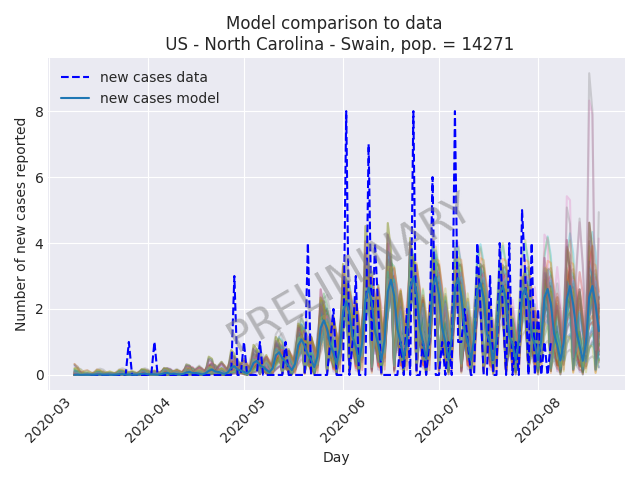 Model comparison to data
US - North Carolina - Swain, pop. = 14271
new cases data
new cases model
Number of new cases reported
8
6
4
2
0
PRELIMINARY
2020-03
2020-04
2020-05
2020-06
2020-07
2020-08
Day